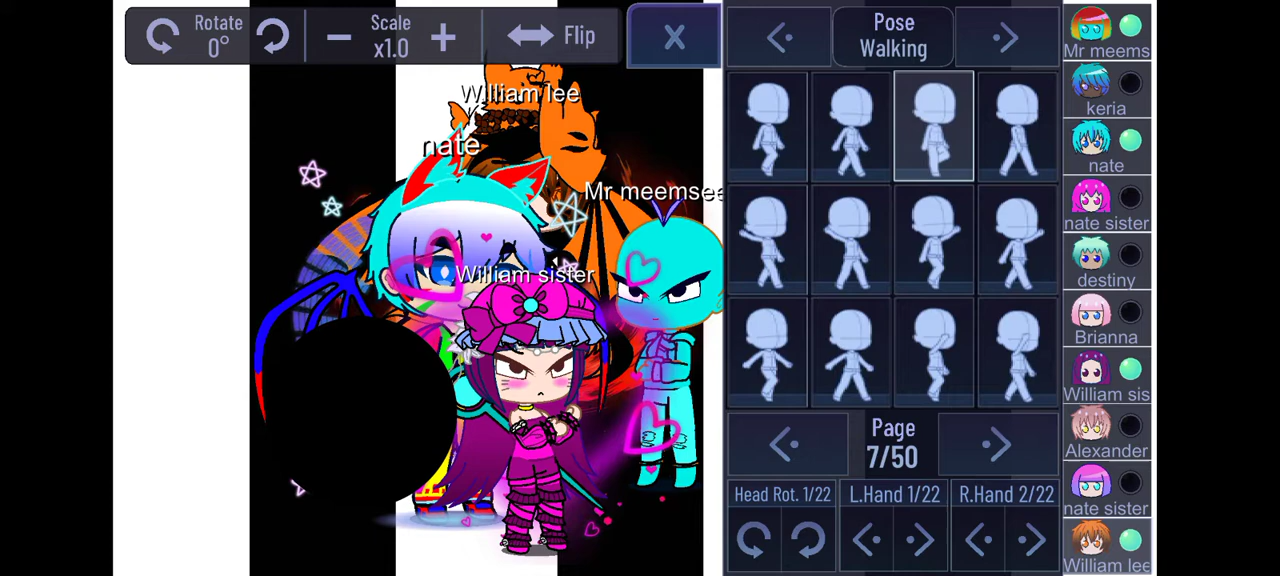 Rotate
0°
Scale
x1.0
Flip
X
Pose
Walking
William lee
nate
Mr meemsee
William sister
Page
7/50
Head Rot. 1/22
L.Hand 1/22
R.Hand 2/22
Mr meems
keria
nate
nate sister
destiny
Brianna
William sis
Alexander
nate sister
William lee